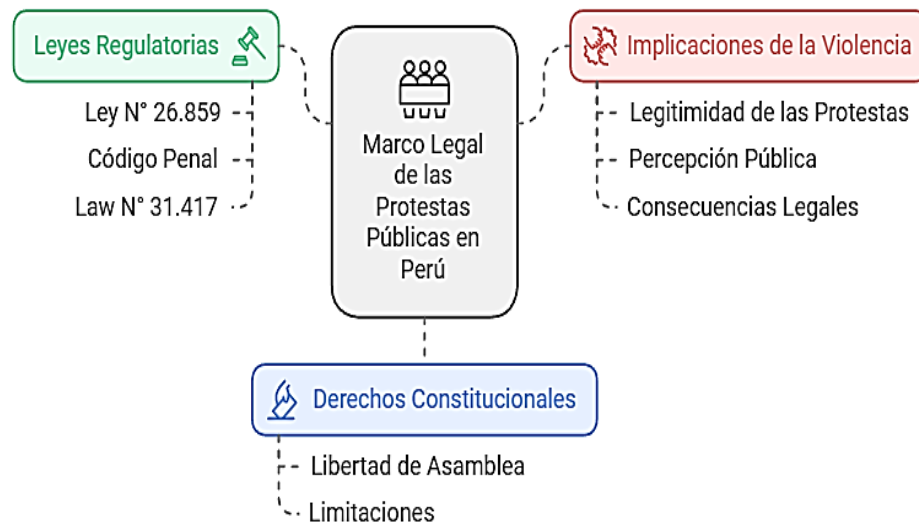 Leyes Regulatorias
Ley N° 26.859
Código Penal
Law N° 31.417
Marco Legal
de las
Protestas
Públicas en
Perú
Implicaciones de la Violencia
Legitimidad de las Protestas
Percepción Pública
Consecuencias Legales
Derechos Constitucionales
Libertad de Asamblea
Limitaciones